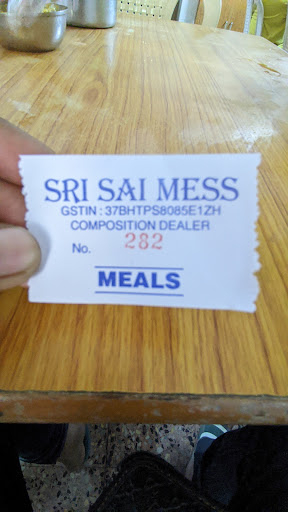 SRI SAI MESS
GSTIN : 37BHTPS8085E1ZH
COMPOSITION DEALER
No. 282
MEALS